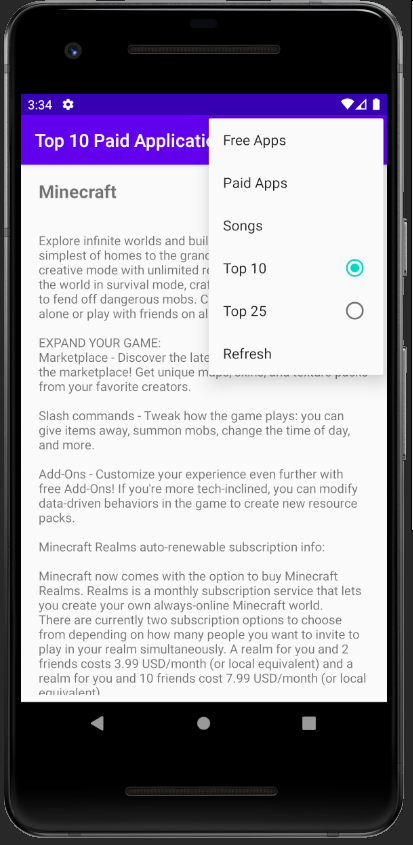 3:34
Top 10 Paid Applicatio
Free Apps
Paid Apps
Songs
Top 10
Top 25
Refresh
Minecraft
Explore infinite worlds and buil
simplest of homes to the grand
creative mode with unlimited re
the world in survival mode, craf
to fend off dangerous mobs. C
alone or play with friends on al
EXPAND YOUR GAME:
Marketplace - Discover the late
the marketplace! Get unique maps, skins, and texture packs
from your favorite creators.
Slash commands - Tweak how the game plays: you can
give items away, summon mobs, change the time of day,
and more.
Add-Ons - Customize your experience even further with
free Add-Ons! If you're more tech-inclined, you can modify
data-driven behaviors in the game to create new resource
packs.
Minecraft Realms auto-renewable subscription info:
Minecraft now comes with the option to buy Minecraft
Realms. Realms is a monthly subscription service that lets
you create your own always-online Minecraft world.
There are currently two subscription options to choose
from depending on how many people you want to invite to
play in your realm simultaneously. A realm for you and 2
friends costs 3.99 USD/month (or local equivalent) and a
realm for you and 10 friends cost 7.99 USD/month (or local
equivalent)